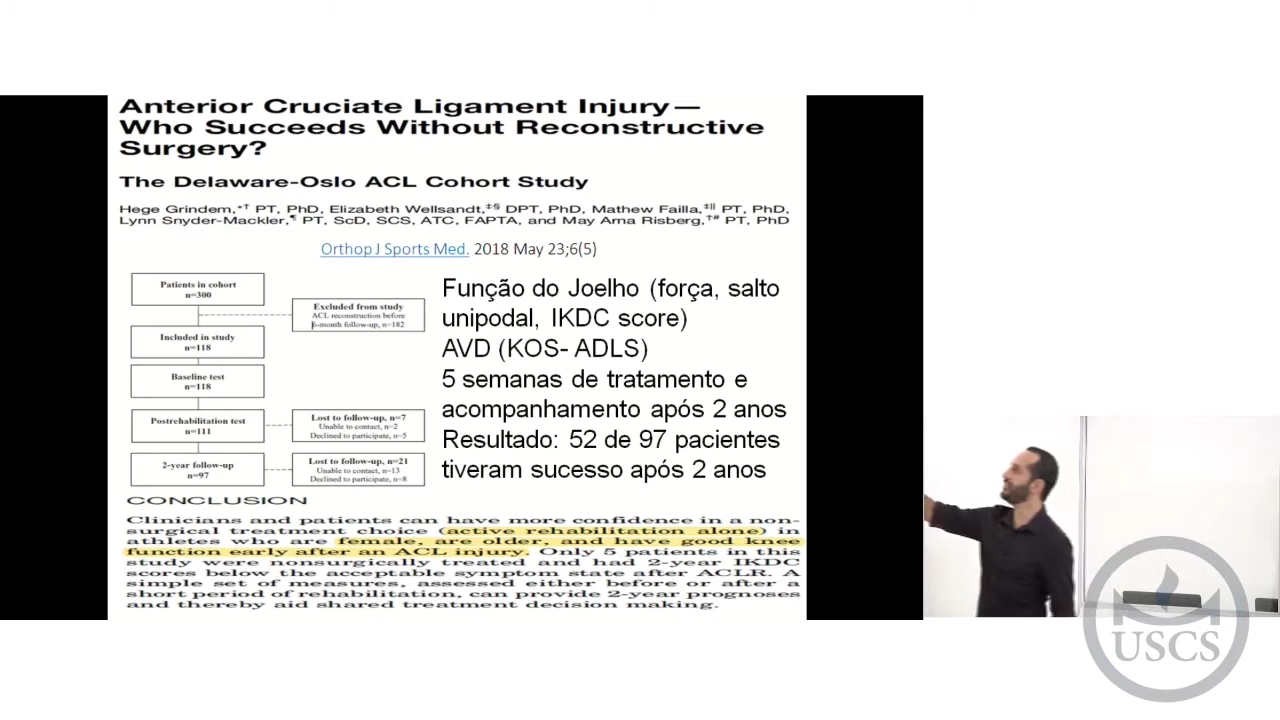 Anterior Cruciate Ligament Injury—
Who Succeeds Without Reconstructive
Surgery?
The Delaware-Oslo ACL Cohort Study
Hege Grindem,*† PT, PhD, Elizabeth Wellsandt,‡§ DPT, PhD, Mathew Failla,‡|| PT, PhD,
Lynn Snyder-Mackler,¶ PT, ScD, SCS, ATC, FAPTA, and May Arna Risberg,†# PT, PhD
Orthop J Sports Med. 2018 May 23;6(5)
Patients in cohort
n=300
Excluded from study
ACL reconstruction before
6-month follow-up, n=182
Included in study
n=118
Baseline test
n=118
Postrehabilitation test
n=111
Lost to follow-up, n=7
Unable to contact, n=2
Declined to participate, n=5
2-year follow-up
n=97
Lost to follow-up, n=21
Unable to contact, n=13
Declined to participate, n=8
Função do Joelho (força, salto
unipodal, IKDC score)
AVD (KOS- ADLS)
5 semanas de tratamento e
acompanhamento após 2 anos
Resultado: 52 de 97 pacientes
tiveram sucesso após 2 anos
CONCLUSION
Clinicians and patients can have more confidence in a non-
surgical treatment choice (active rehabilitation alone) in
athletes who are female, are older, and have good knee
function early after an ACL injury. Only 5 patients in this
study were nonsurgically treated and had 2-year IKDC
scores below the acceptable symptom state after ACLR. A
simple set of measures, assessed either before or after a
short period of rehabilitation, can provide 2-year prognoses
and thereby aid shared treatment decision making.
USCS